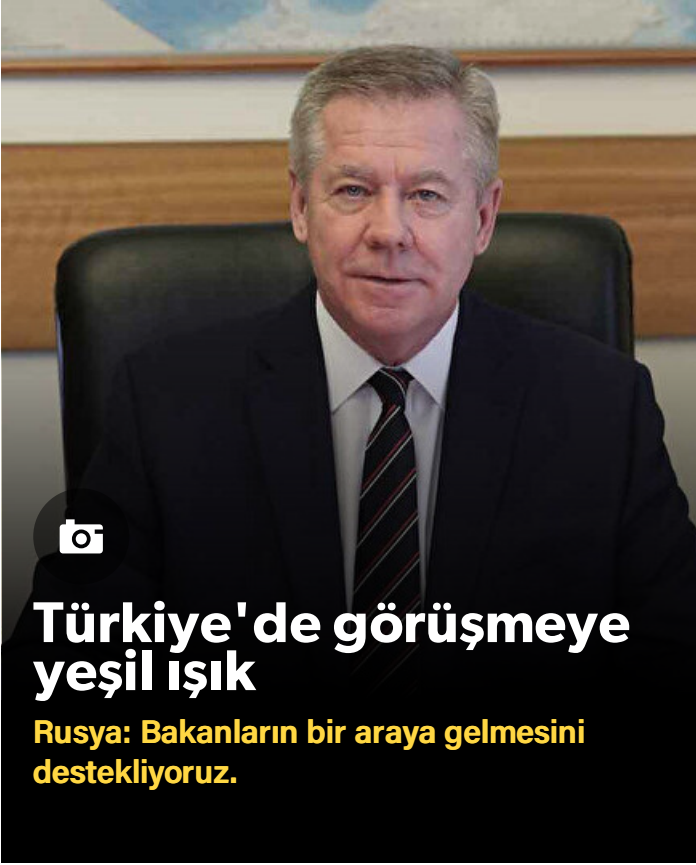 Türkiye'de görüşmeye
yeşil ışık
Rusya: Bakanların bir araya gelmesini
destekliyoruz.